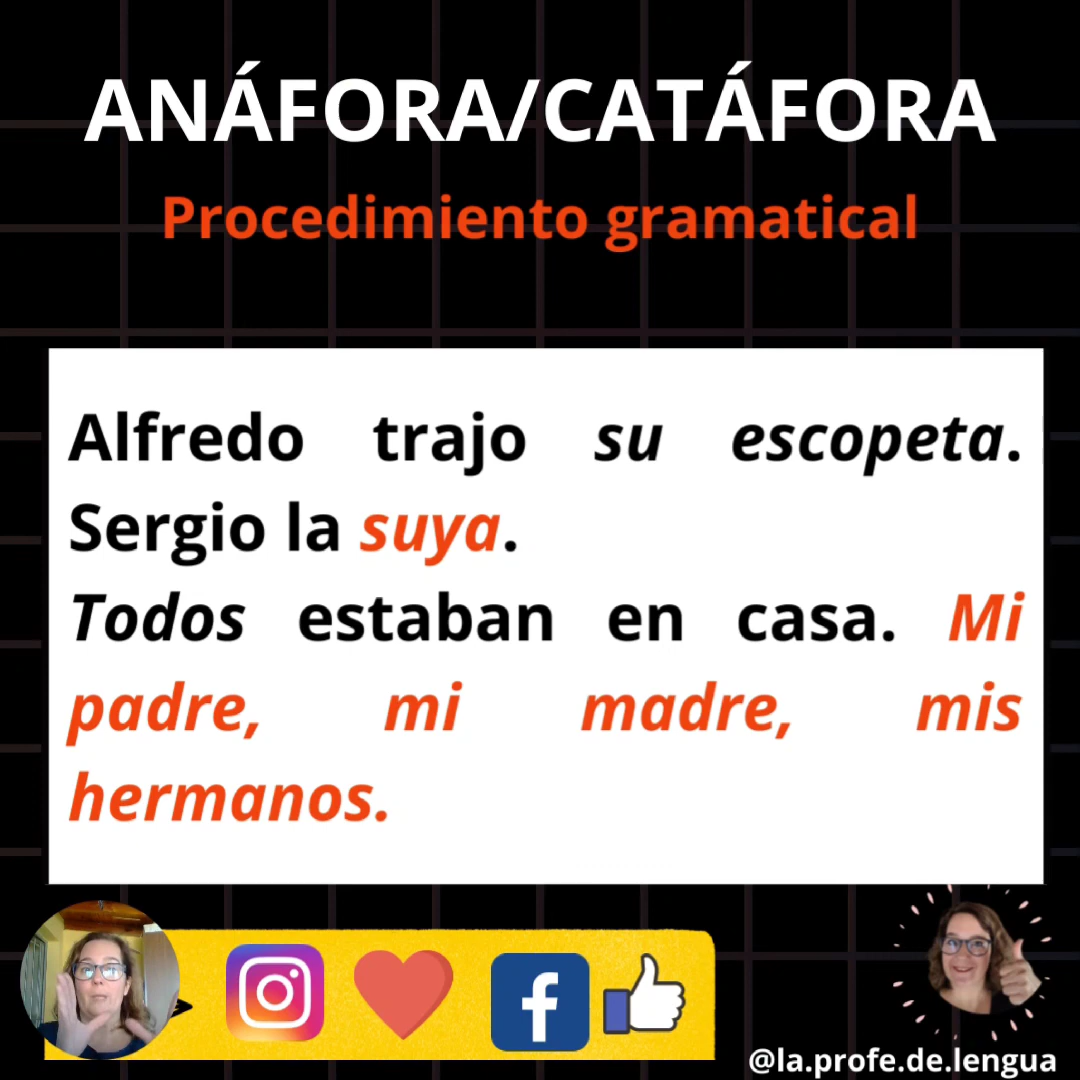 ANÁFORA/CATÁFORA
Procedimiento gramatical
Alfredo trajo su escopeta.
Sergio la suya.
Todos estaban en casa. Mi
padre, mi madre, mis
hermanos.
@la.profe.de.lengua